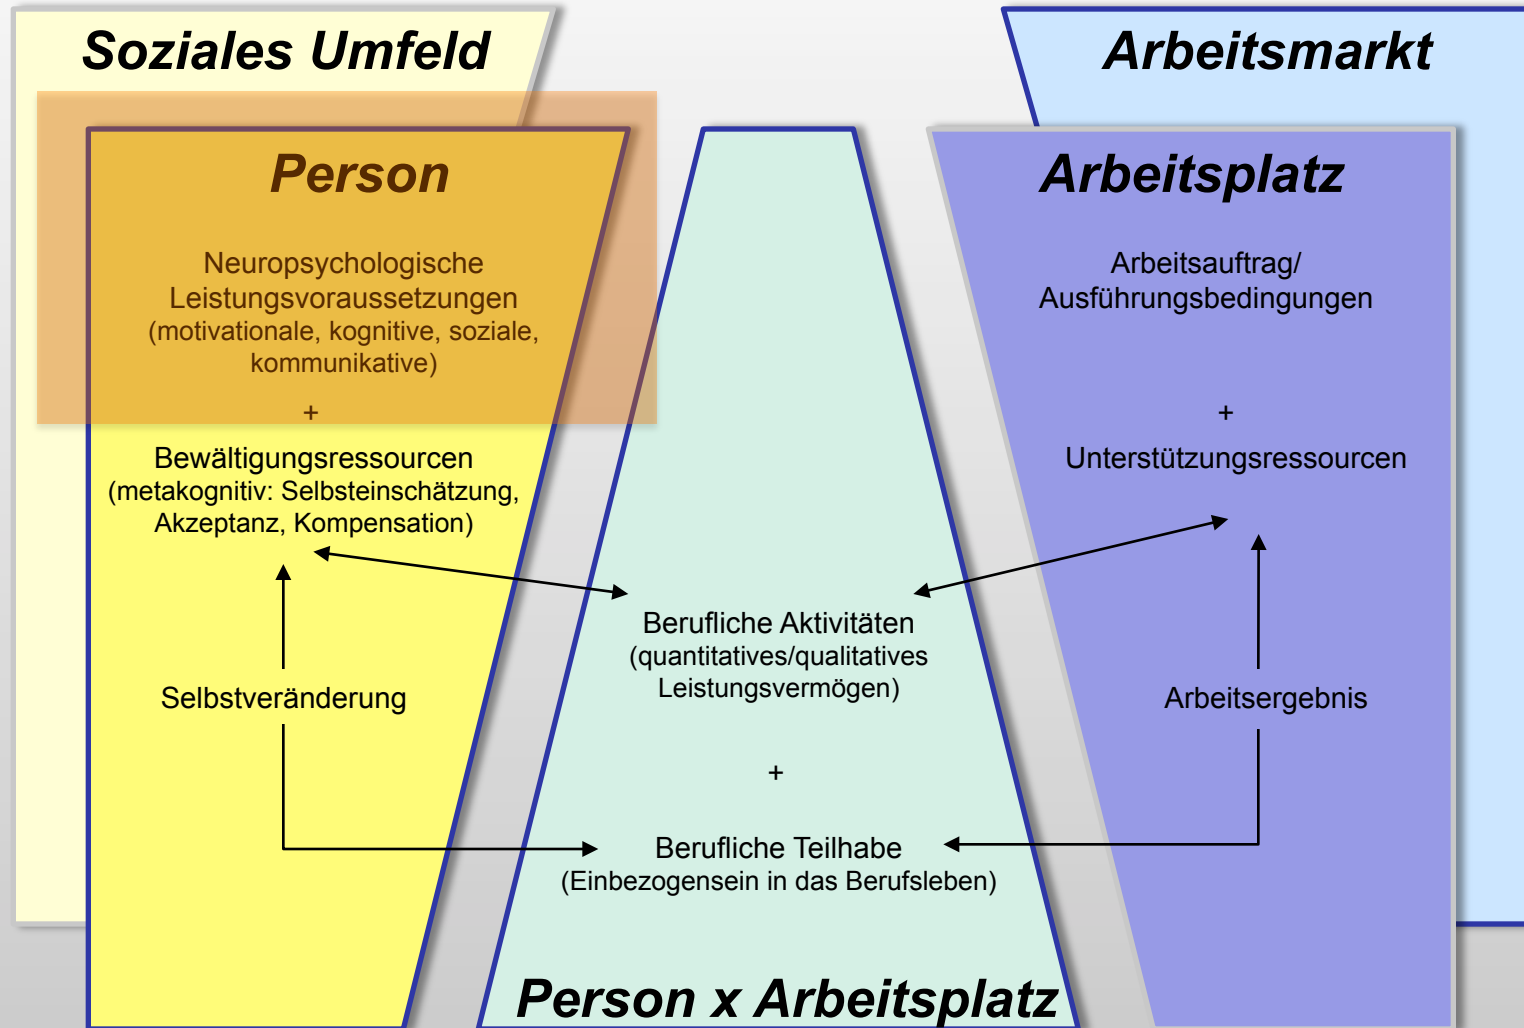 Soziales Umfeld
Person
Neuropsychologische
Leistungsvoraussetzungen
(motivationale, kognitive, soziale,
kommunikative)
+
Bewältigungsressourcen
(metakognitiv: Selbsteinschätzung,
Akzeptanz, Kompensation)
Selbstveränderung
Berufliche Aktivitäten
(quantitatives/qualitatives
Leistungsvermögen)
+
Berufliche Teilhabe
(Einbezogensein in das Berufsleben)
Person x Arbeitsplatz
Arbeitsmarkt
Arbeitsplatz
Arbeitsauftrag/
Ausführungsbedingungen
+
Unterstützungsressourcen
Arbeitsergebnis